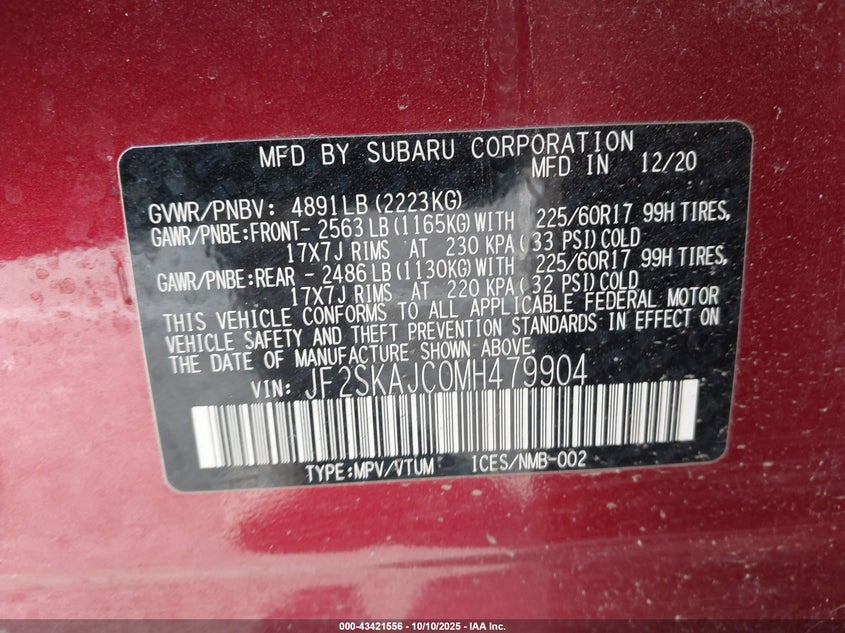 MFD BY SUBARU CORPORATION
MFD IN 12/20
GVWR/PNBV: 4891LB(2223KG)
GAWR/PNBE:FRONT- 2563LB(1165KG)WITH 225/60R17 99H TIRES,
17X7J RIMS AT 230 KPA(33 PSI)COLD
GAWR/PNBE:REAR - 2486LB(1130KG)WITH 225/60R17 99H TIRES,
17X7J RIMS AT 220 KPA(32 PSI)COLD
THIS VEHICLE CONFORMS TO ALL APPLICABLE FEDERAL MOTOR
VEHICLE SAFETY AND THEFT PREVENTION STANDARDS IN EFFECT ON
THE DATE OF MANUFACTURE SHOWN ABOVE.
VIN: JF2SKAJC0MH479904
TYPE:MPV/VTUM ICES/NMB-002
000-43421556 - 10/10/2025 - IAA Inc.